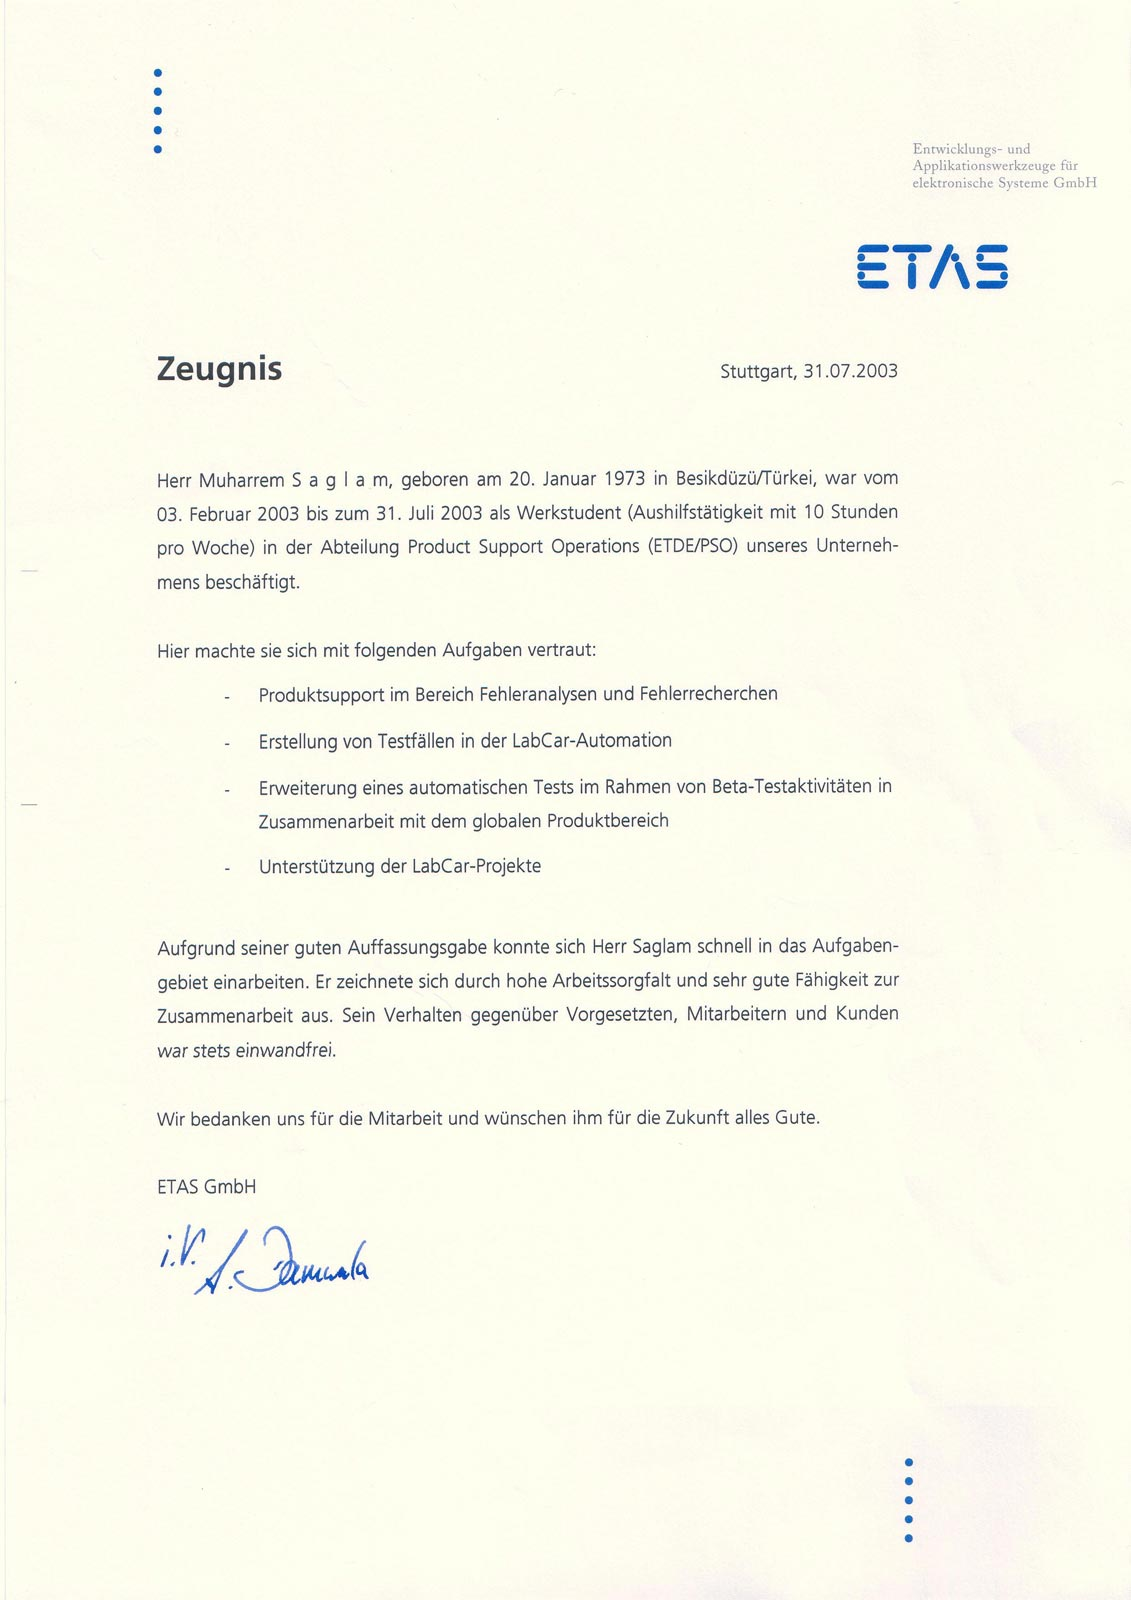 Entwicklungs- und
Applikationswerkzeuge für
elektronische Systeme GmbH
ETAS
Zeugnis
Stuttgart, 31.07.2003
Herr Muharrem S a g l a m, geboren am 20. Januar 1973 in Besikdüzü/Türkei, war vom
03. Februar 2003 bis zum 31. Juli 2003 als Werkstudent (Aushilfstätigkeit mit 10 Stunden
pro Woche) in der Abteilung Product Support Operations (ETDE/PSO) unseres Unterneh-
mens beschäftigt.
Hier machte sie sich mit folgenden Aufgaben vertraut:
- Produktsupport im Bereich Fehleranalysen und Fehlerrecherchen
- Erstellung von Testfällen in der LabCar-Automation
- Erweiterung eines automatischen Tests im Rahmen von Beta-Testaktivitäten in
Zusammenarbeit mit dem globalen Produktbereich
- Unterstützung der LabCar-Projekte
Aufgrund seiner guten Auffassungsgabe konnte sich Herr Saglam schnell in das Aufgaben-
gebiet einarbeiten. Er zeichnete sich durch hohe Arbeitssorgfalt und sehr gute Fähigkeit zur
Zusammenarbeit aus. Sein Verhalten gegenüber Vorgesetzten, Mitarbeitern und Kunden
war stets einwandfrei.
Wir bedanken uns für die Mitarbeit und wünschen ihm für die Zukunft alles Gute.
ETAS GmbH
i.V.